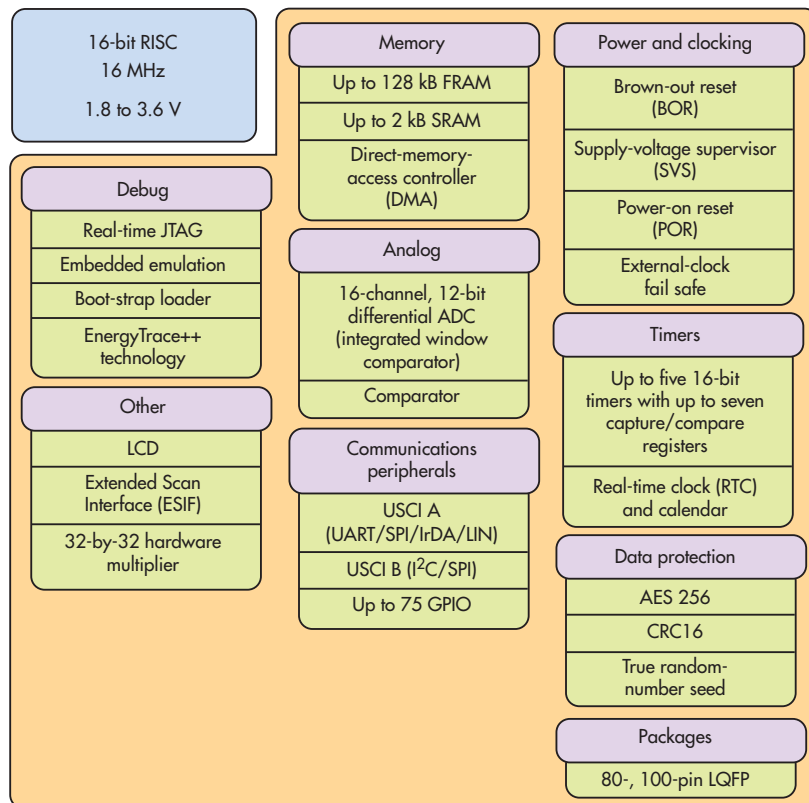 16-bit RISC
16 MHz
1.8 to 3.6 V
Debug
Real-time JTAG
Embedded emulation
Boot-strap loader
EnergyTrace++
technology
Other
LCD
Extended Scan
Interface (ESIF)
32-by-32 hardware
multiplier
Memory
Up to 128 kB FRAM
Up to 2 kB SRAM
Direct-memory-
access controller
(DMA)
Analog
16-channel, 12-bit
differential ADC
(integrated window
comparator)
Comparator
Communications
peripherals
USCI A
(UART/SPI/IrDA/LIN)
USCI B (I²C/SPI)
Up to 75 GPIO
Power and clocking
Brown-out reset
(BOR)
Supply-voltage supervisor
(SVS)
Power-on reset
(POR)
External-clock
fail safe
Timers
Up to five 16-bit
timers with up to seven
capture/compare
registers
Real-time clock (RTC)
and calendar
Data protection
AES 256
CRC16
True random-
number seed
Packages
80-, 100-pin LQFP